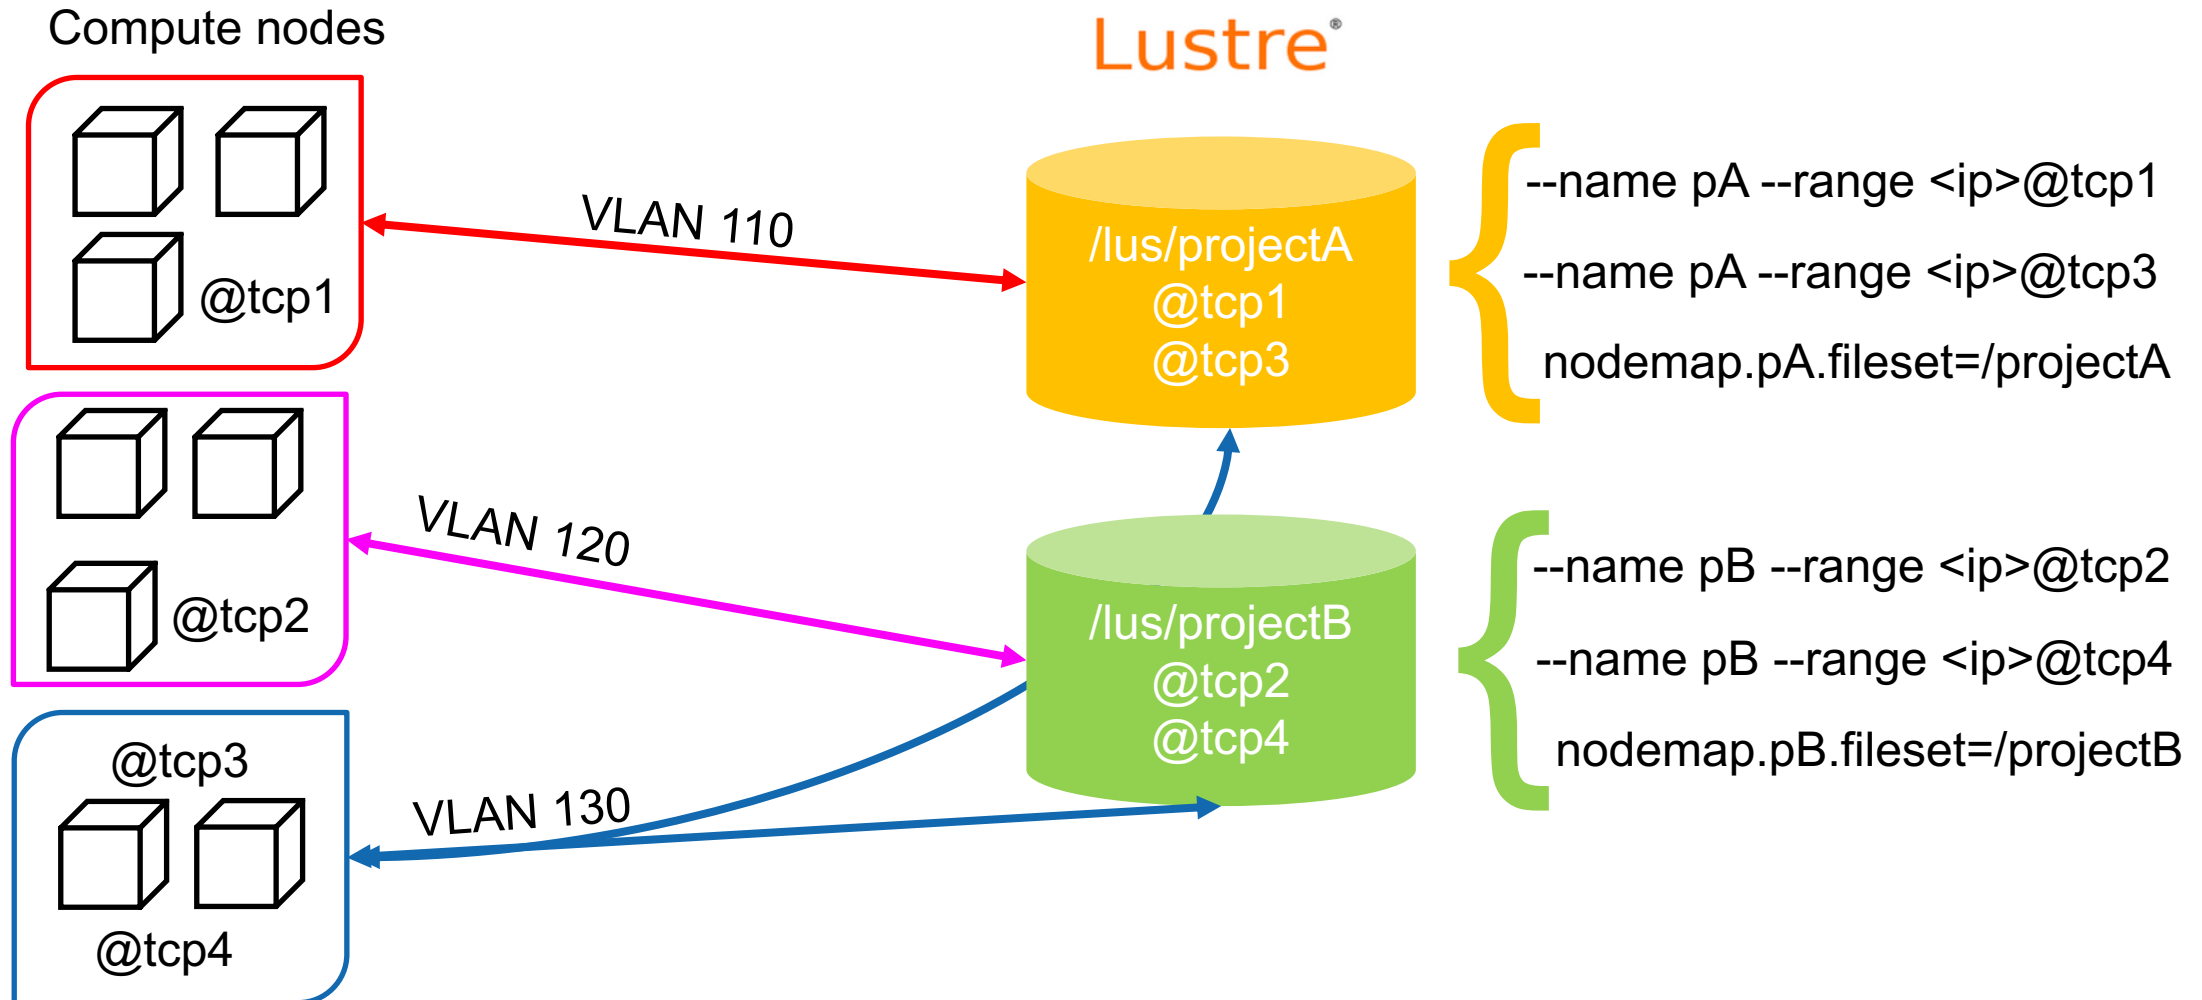 Compute nodes
Lustre®
@tcp1
VLAN 110
/lus/projectA
@tcp1
@tcp3
--name pA --range <ip>@tcp1
--name pA --range <ip>@tcp3
nodemap.pA.fileset=/projectA
@tcp2
VLAN 120
/lus/projectB
@tcp2
@tcp4
--name pB --range <ip>@tcp2
--name pB --range <ip>@tcp4
nodemap.pB.fileset=/projectB
@tcp3
@tcp4
VLAN 130